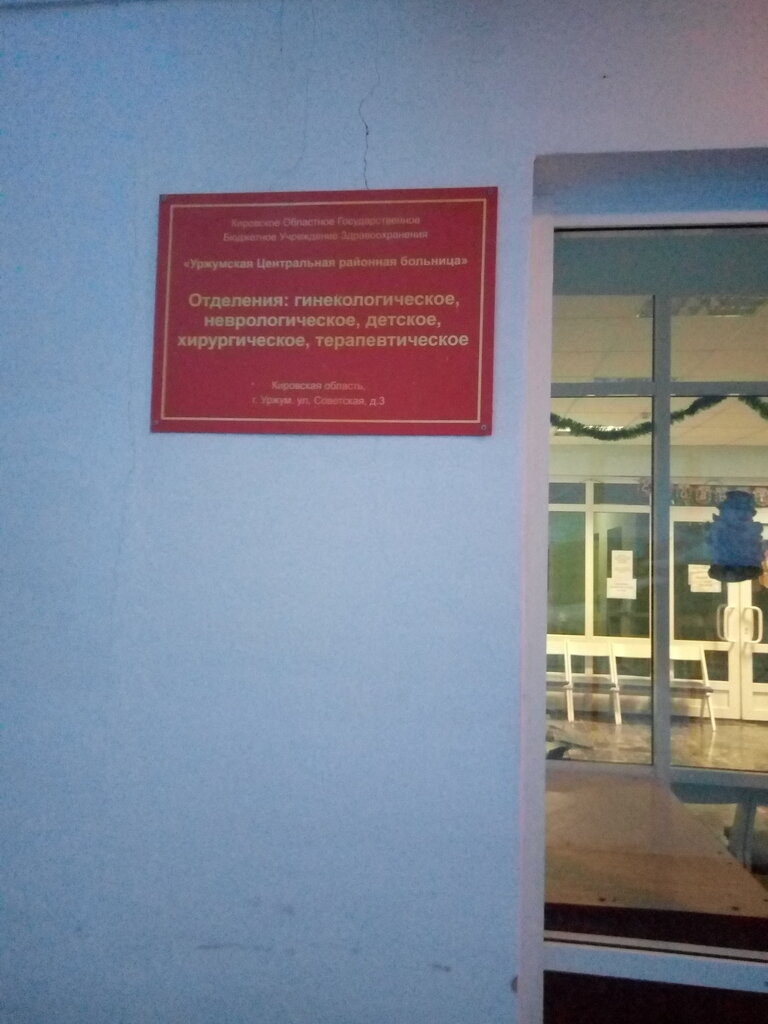 Кировское Областное Государственное
Бюджетное Учреждение Здравоохранения
«Уржумская Центральная районная больница»
Отделения: гинекологическое,
неврологическое, детское,
хирургическое, терапевтическое
Кировская область,
г. Уржум, ул. Советская, д.3